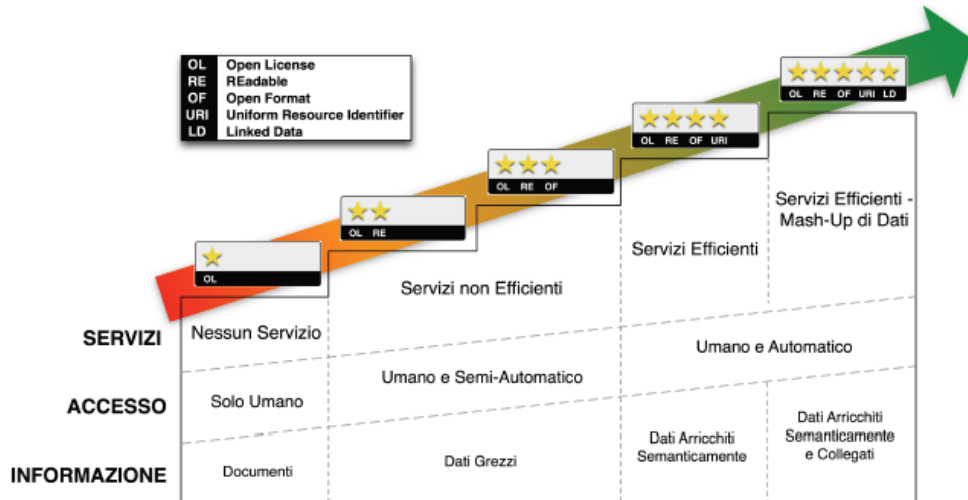 OL Open License
RE REadable
OF Open Format
URI Uniform Resource Identifier
LD Linked Data
OL RE OF URI LD
OL RE OF URI
OL RE OF
OL RE
OL
Servizi Efficienti -
Mash-Up di Dati
Servizi Efficienti
Servizi non Efficienti
SERVIZI
Nessun Servizio
Umano e Automatico
Umano e Semi-Automatico
ACCESSO
Solo Umano
Dati Arricchiti
Semanticamente
e Collegati
Dati Arricchiti
Semanticamente
Dati Grezzi
INFORMAZIONE
Documenti